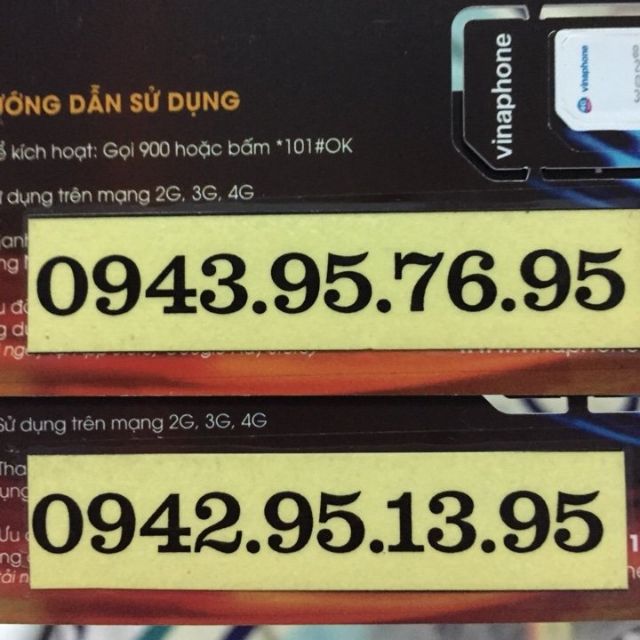 vinaphone
vinaphone
DẪN SỬ DỤNG
kích hoạt: Gọi 900 hoặc bấm *101#OK
dụng trên mạng 2G, 3G, 4G
0943.95.76.95
Sử dụng trên mạng 2G, 3G, 4G
0942.95.13.95